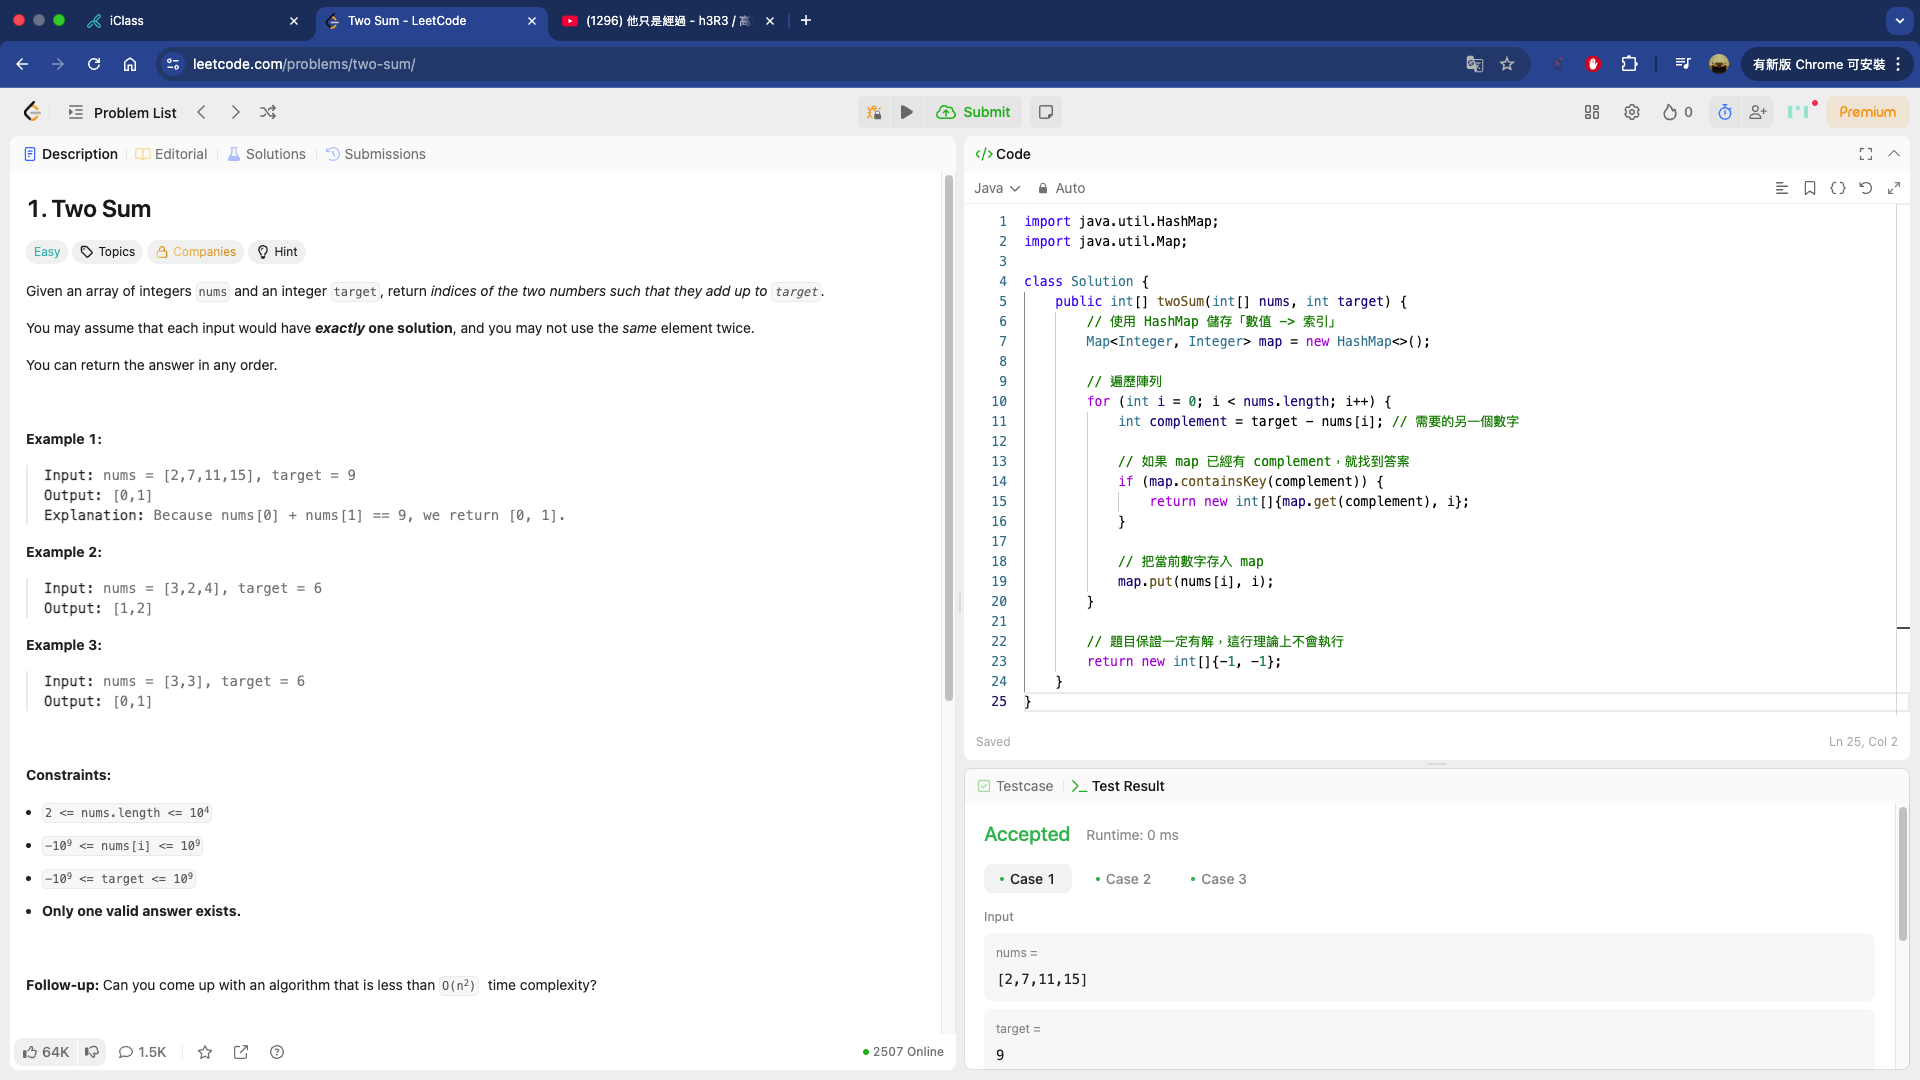 iClass
Two Sum - LeetCode
(1296) 他只是經過 - h3R3 / 高
leetcode.com/problems/two-sum/
有新版 Chrome 可安裝
Problem List
Submit
0
Premium
Description
Editorial
Solutions
Submissions
1. Two Sum
Easy
Topics
Companies
Hint
Given an array of integers nums and an integer target, return indices of the two numbers such that they add up to target.
You may assume that each input would have exactly one solution, and you may not use the same element twice.
You can return the answer in any order.
Example 1:
Input: nums = [2,7,11,15], target = 9
Output: [0,1]
Explanation: Because nums[0] + nums[1] == 9, we return [0, 1].
Example 2:
Input: nums = [3,2,4], target = 6
Output: [1,2]
Example 3:
Input: nums = [3,3], target = 6
Output: [0,1]
Constraints:
2 <= nums.length <= 10⁴
-10⁹ <= nums[i] <= 10⁹
-10⁹ <= target <= 10⁹
Only one valid answer exists.
Follow-up: Can you come up with an algorithm that is less than O(n²) time complexity?
64K
1.5K
2507 Online
</> Code
Java
Auto
1 import java.util.HashMap;
2 import java.util.Map;
3
4 class Solution {
5     public int[] twoSum(int[] nums, int target) {
6         // 使用 HashMap 儲存「數值 -> 索引」
7         Map<Integer, Integer> map = new HashMap<>();
8
9         // 遍歷陣列
10         for (int i = 0; i < nums.length; i++) {
11             int complement = target - nums[i]; // 需要的另一個數字
12
13             // 如果 map 已經有 complement，就找到答案
14             if (map.containsKey(complement)) {
15                 return new int[]{map.get(complement), i};
16             }
17
18             // 把當前數字存入 map
19             map.put(nums[i], i);
20         }
21
22         // 題目保證一定有解，這行理論上不會執行
23         return new int[]{-1, -1};
24     }
25 }
Saved
Ln 25, Col 2
Testcase
Test Result
Accepted
Runtime: 0 ms
Case 1
Case 2
Case 3
Input
nums =
[2,7,11,15]
target =
9